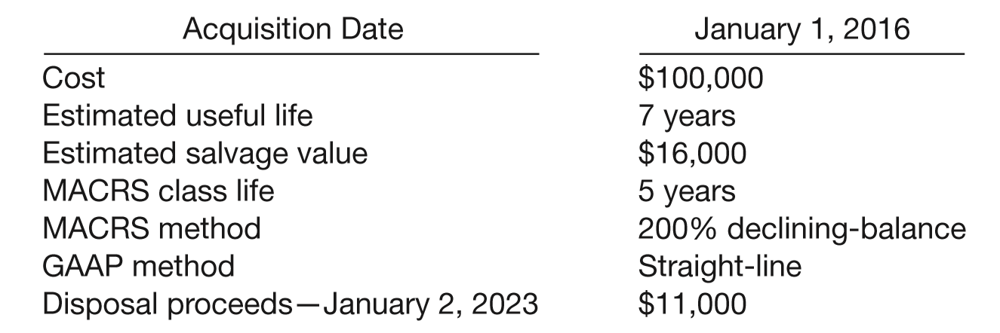 Acquisition Date January 1, 2016
Cost $100,000
Estimated useful life 7 years
Estimated salvage value $16,000
MACRS class life 5 years
MACRS method 200% declining-balance
GAAP method Straight-line
Disposal proceeds—January 2, 2023 $11,000